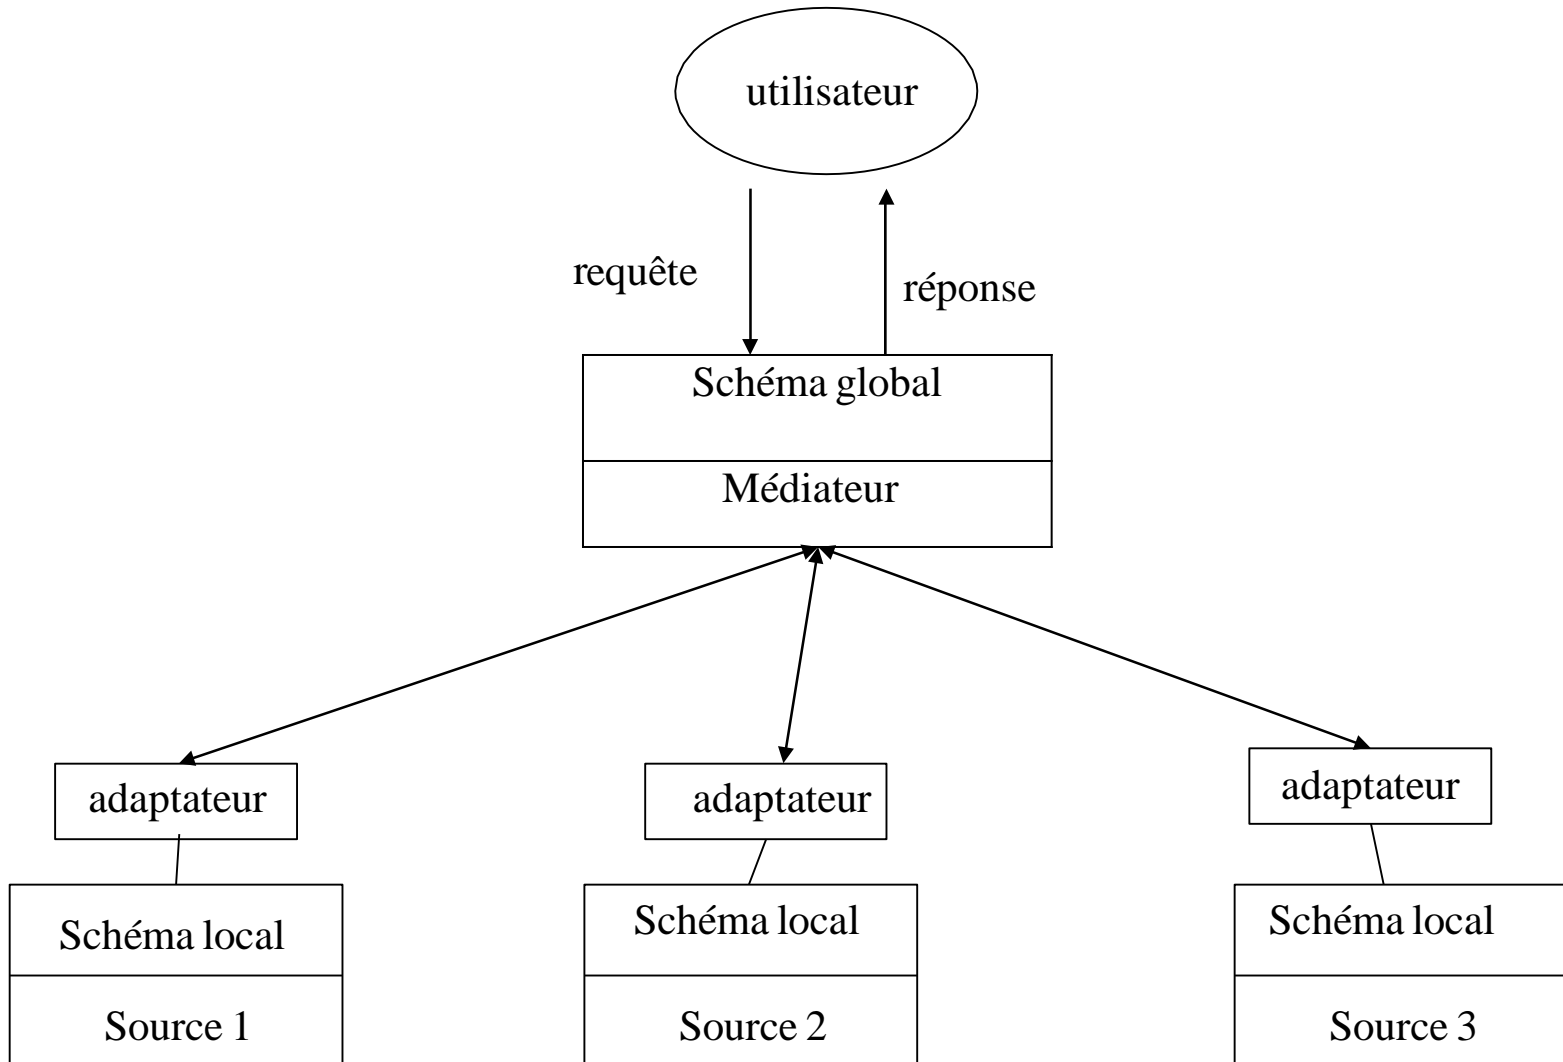 utilisateur
requête
réponse
Schéma global
Médiateur
adaptateur
adaptateur
adaptateur
Schéma local
Schéma local
Schéma local
Source 1
Source 2
Source 3